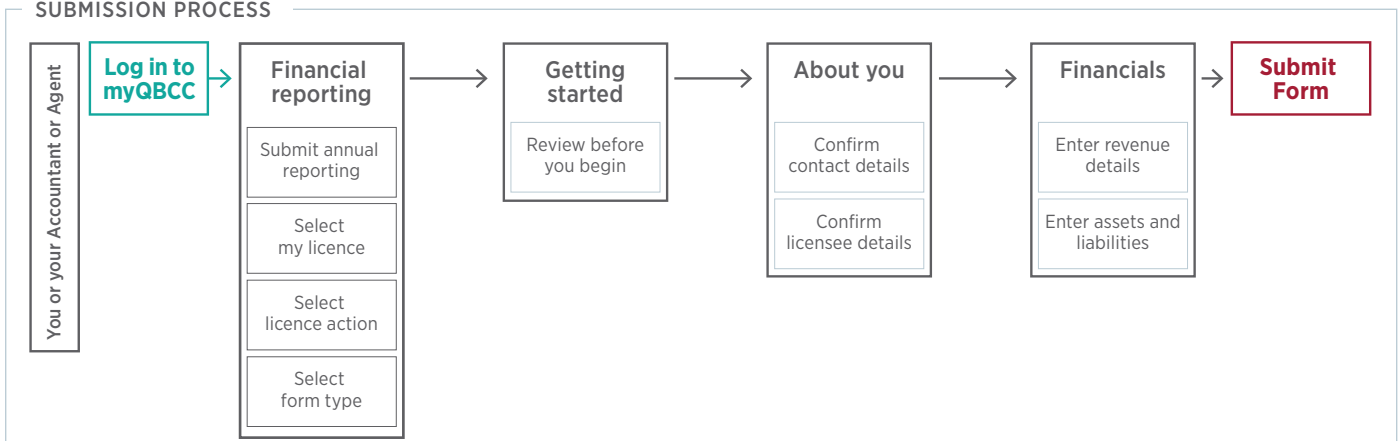 SUBMISSION PROCESS
You or your Accountant or Agent
Log in to
myQBCC
Financial
reporting
Submit annual
reporting
Select
my licence
Select
licence action
Select
form type
Getting
started
Review before
you begin
About you
Confirm
contact details
Confirm
licensee details
Financials
Enter revenue
details
Enter assets and
liabilities
Submit
Form